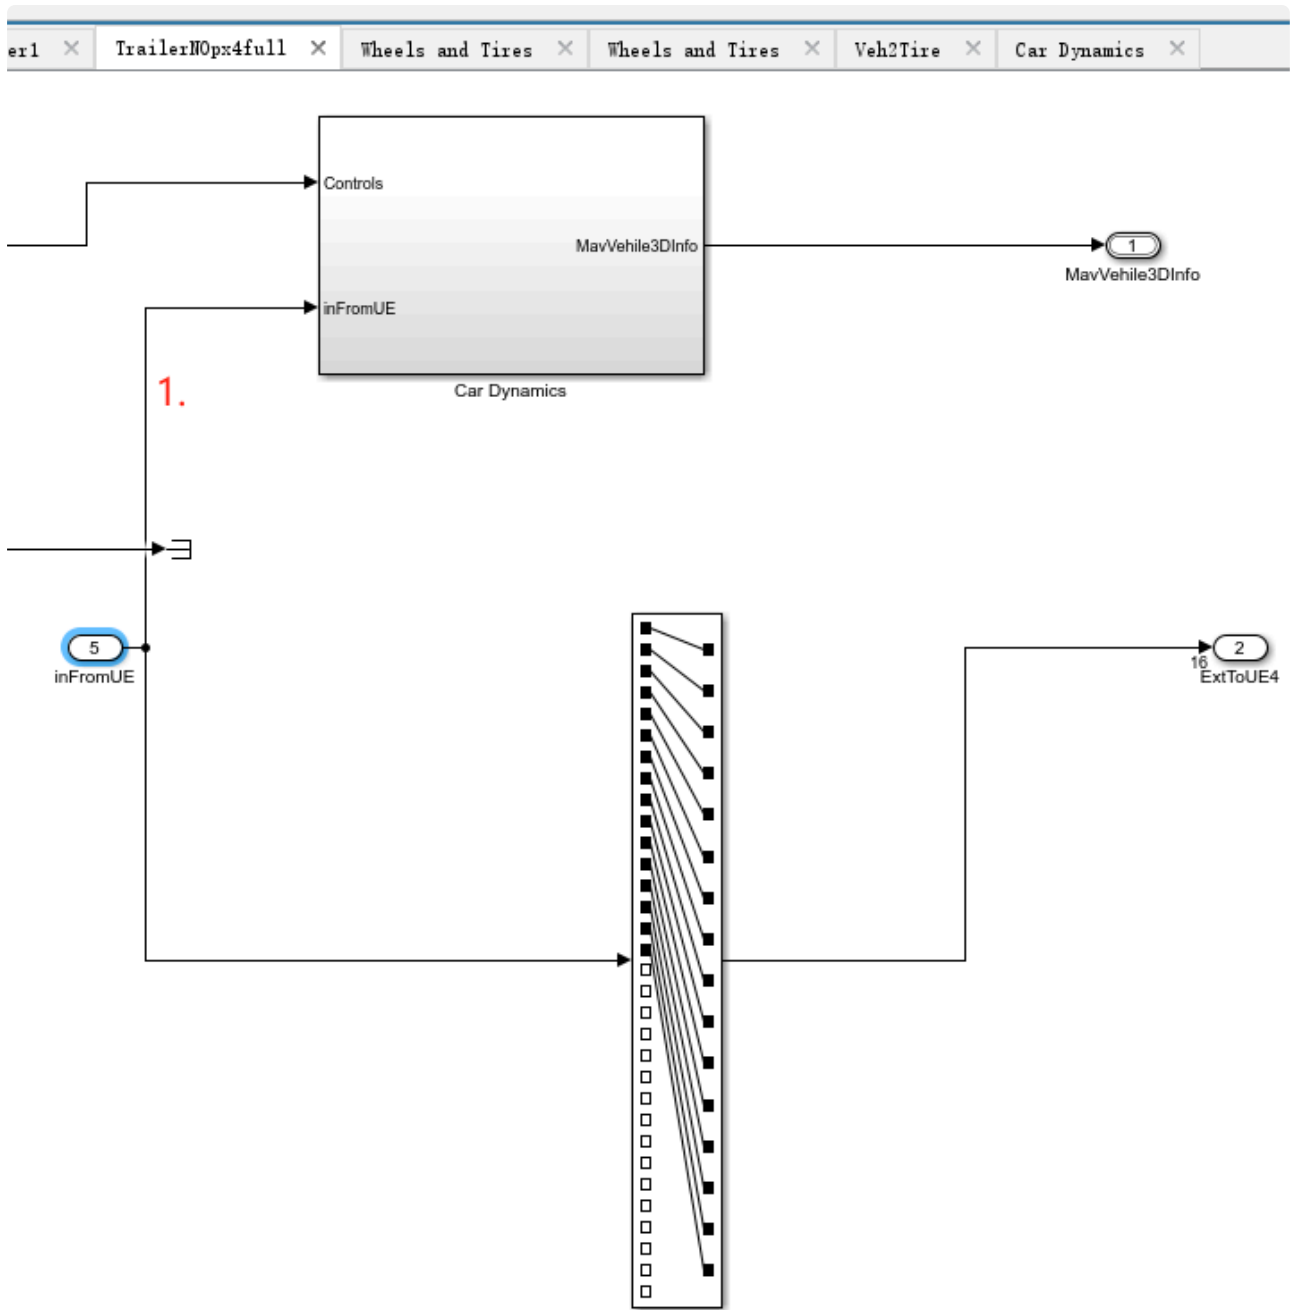 er1
TrailerNOpx4full
Wheels and Tires
Wheels and Tires
Veh2Tire
Car Dynamics
Controls
MavVehile3DInfo
1
MavVehile3DInfo
inFromUE
Car Dynamics
1.
5
inFromUE
2
16
ExtToUE4